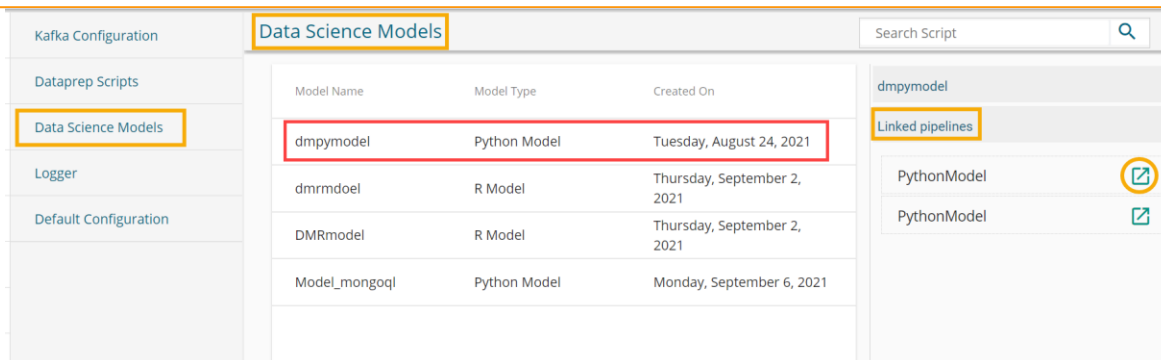 Kafka Configuration
Dataprep Scripts
Data Science Models
Logger
Default Configuration
Data Science Models
Search Script
Model Name Model Type Created On
dmpymodel Python Model Tuesday, August 24, 2021
dmrmdoel R Model Thursday, September 2,
2021
DMRmodel R Model Thursday, September 2,
2021
Model_mongoql Python Model Monday, September 6, 2021
dmpymodel
Linked pipelines
PythonModel
PythonModel